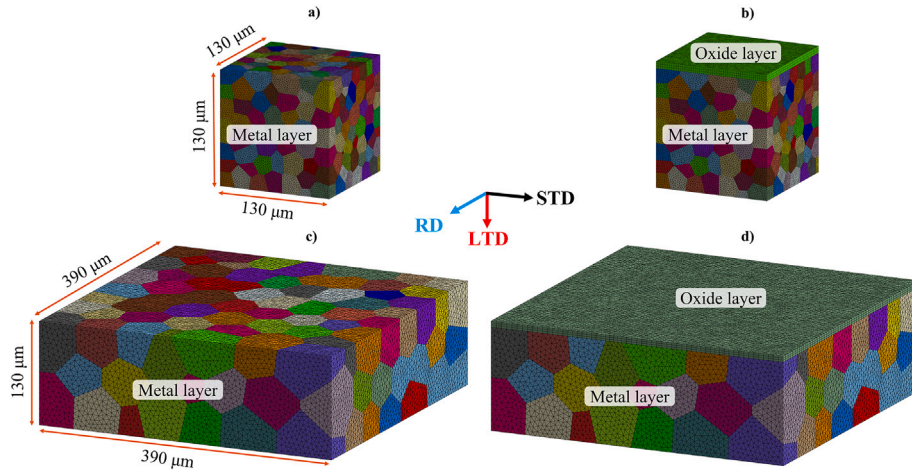 a)
b)
130 µm
Oxide layer
130 µm
Metal layer
Metal layer
130 µm
STD
RD
LTD
c)
d)
390 µm
Oxide layer
130 µm
Metal layer
Metal layer
390 µm